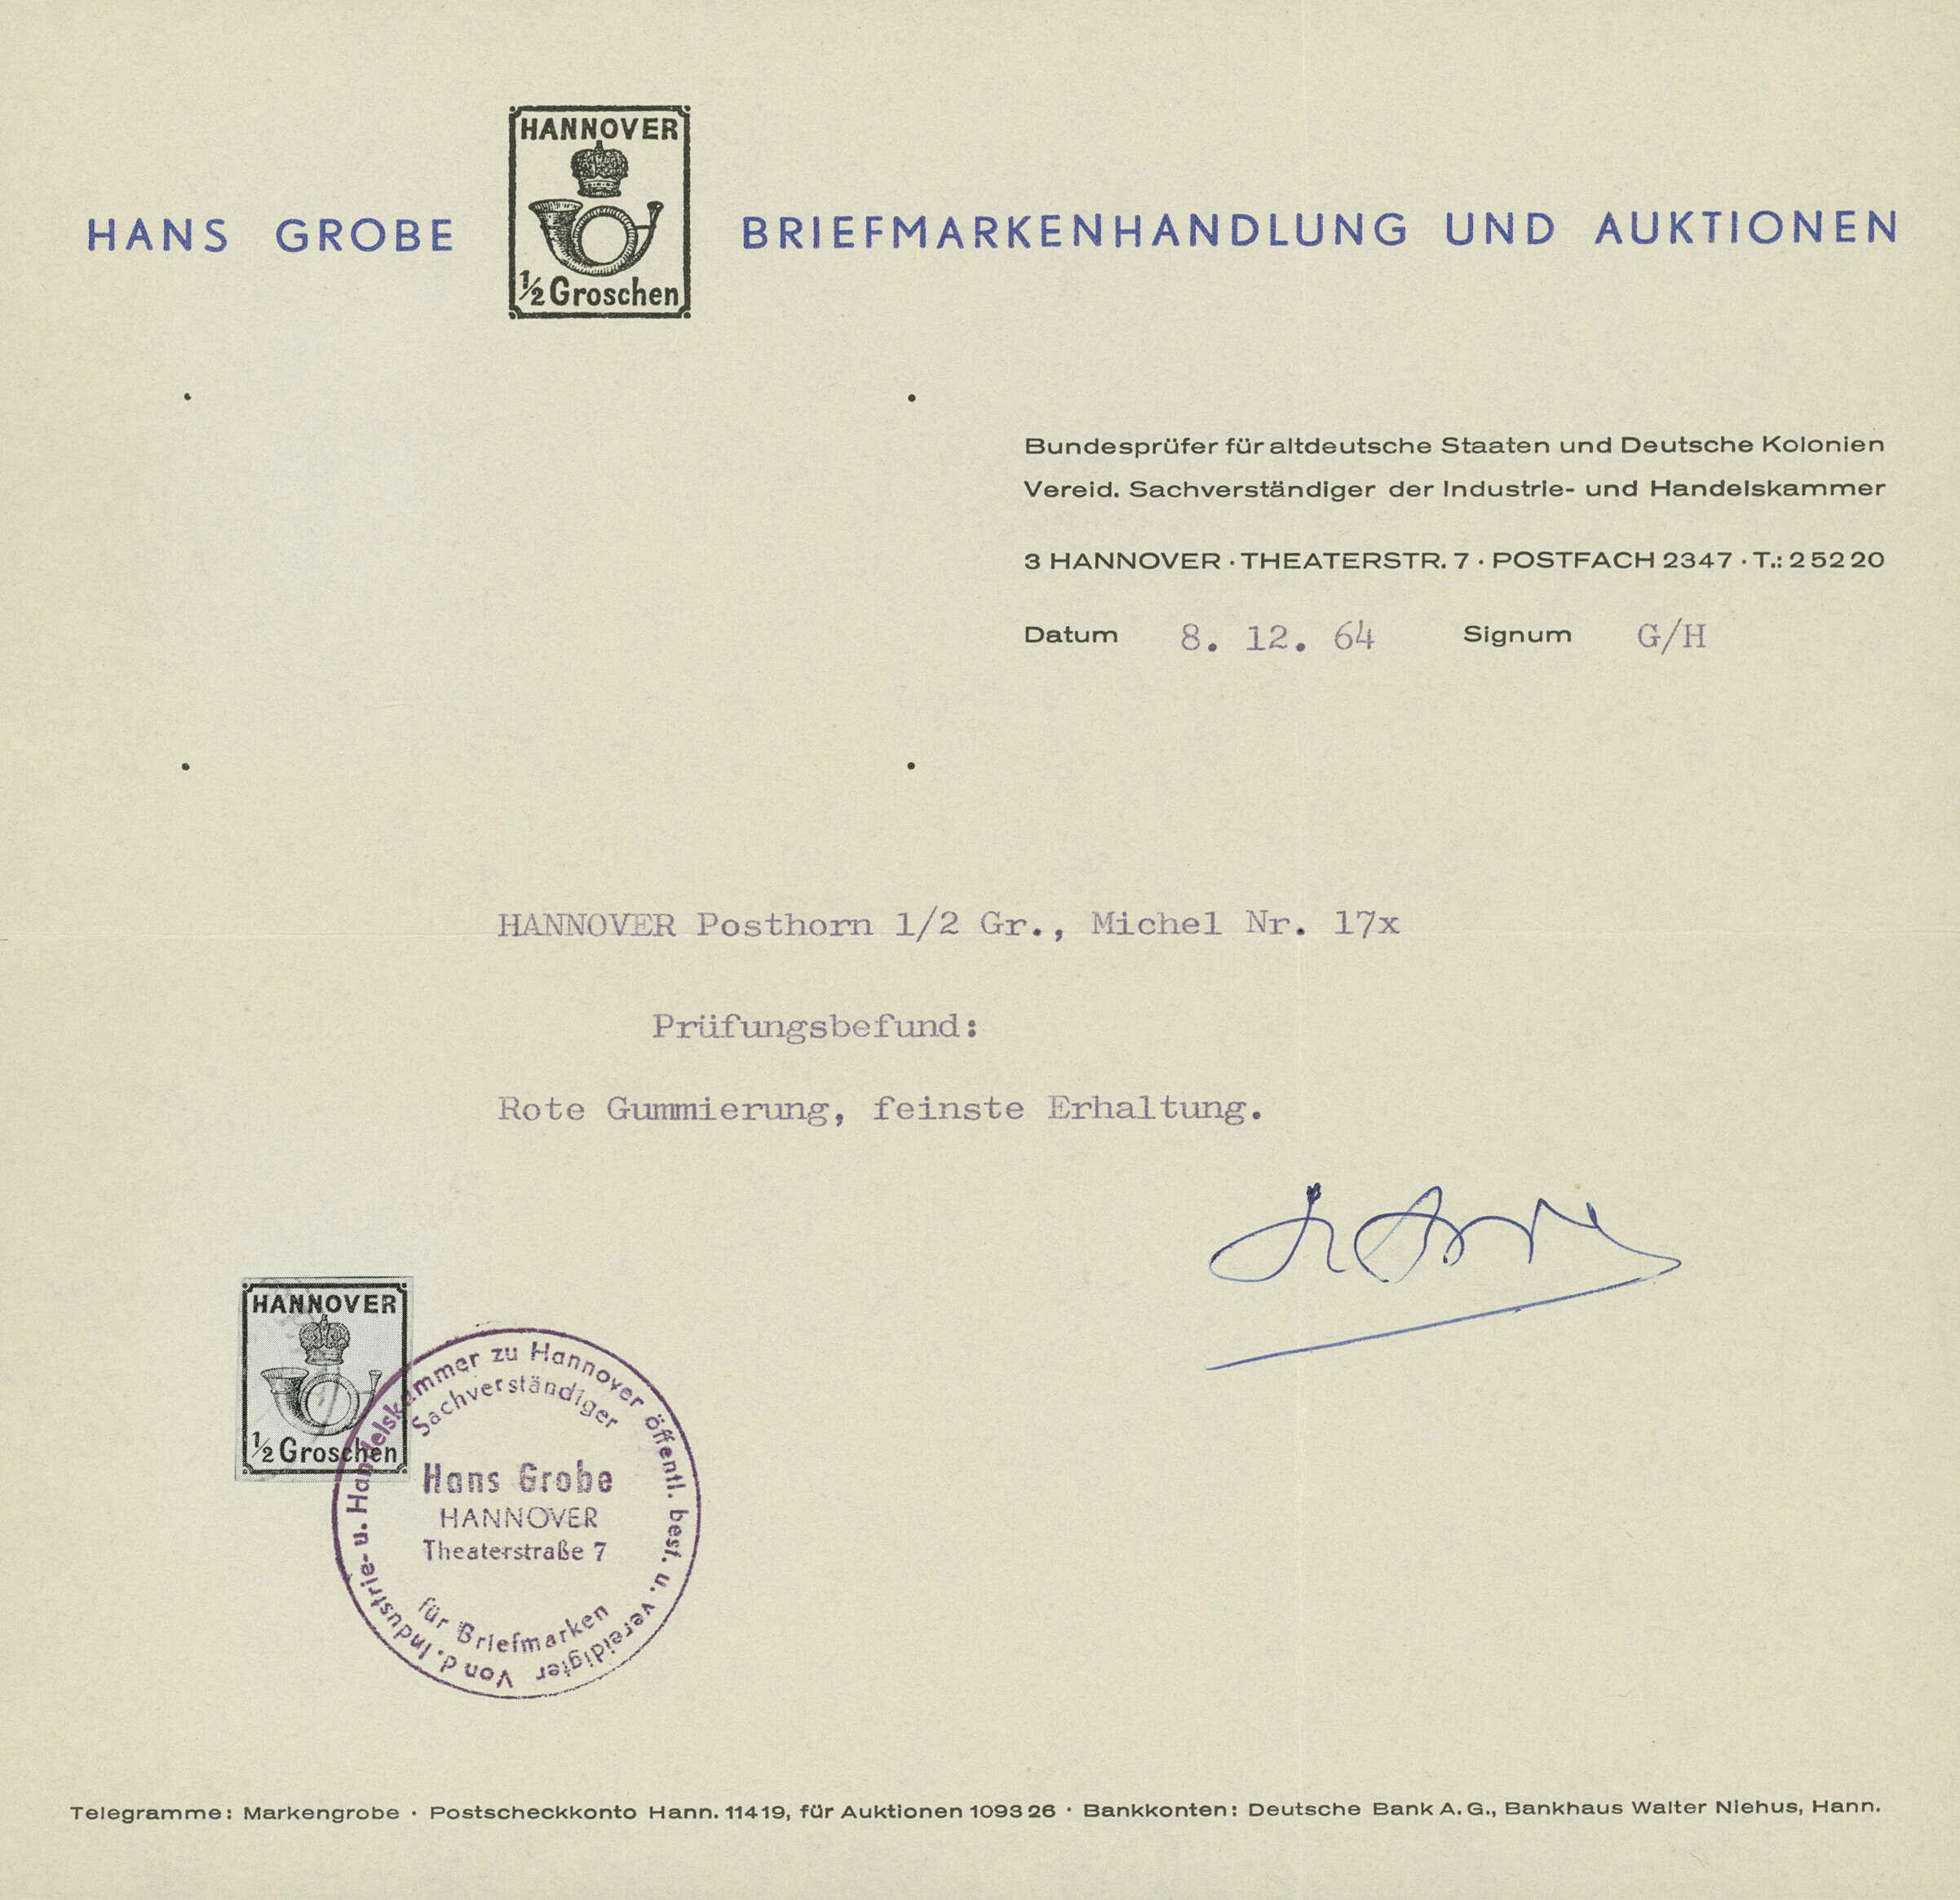 HANS GROBE
HANNOVER
1/2 Groschen
BRIEFMARKENHANDLUNG UND AUKTIONEN
Bundesprüfer für altdeutsche Staaten und Deutsche Kolonien
Vereid. Sachverständiger der Industrie- und Handelskammer
3 HANNOVER · THEATERSTR. 7 · POSTFACH 2347 · T.: 2 52 20
Datum 8. 12. 64 Signum G/H
HANNOVER Posthorn 1/2 Gr., Michel Nr. 17x
Prüfungsbefund:
Rote Gummierung, feinste Erhaltung.
HANNOVER
1/2 Groschen
Von d. Industrie- u. Handelskammer zu Hannover öffentl. best. u. vereidigter
Sachverständiger
Hans Grobe
HANNOVER
Theaterstraße 7
für Briefmarken
Telegramme: Markengrobe · Postscheckkonto Hann. 11419, für Auktionen 1093 26 · Bankkonten: Deutsche Bank A. G., Bankhaus Walter Niehus, Hann.